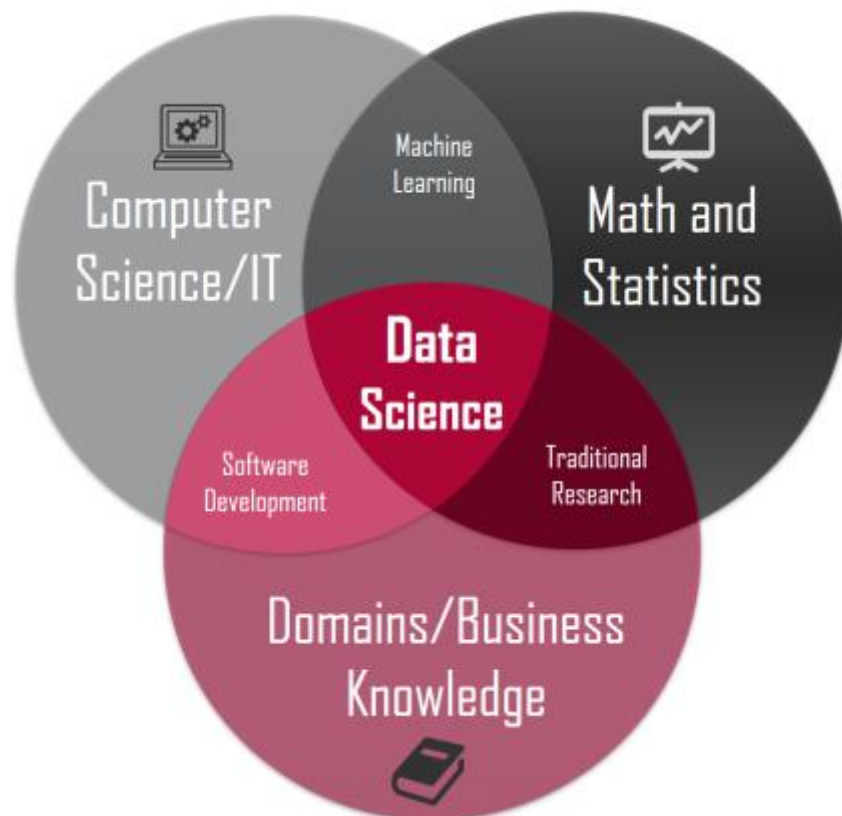 Machine
Learning
Computer
Science/IT
Math and
Statistics
Data
Science
Software
Development
Traditional
Research
Domains/Business
Knowledge